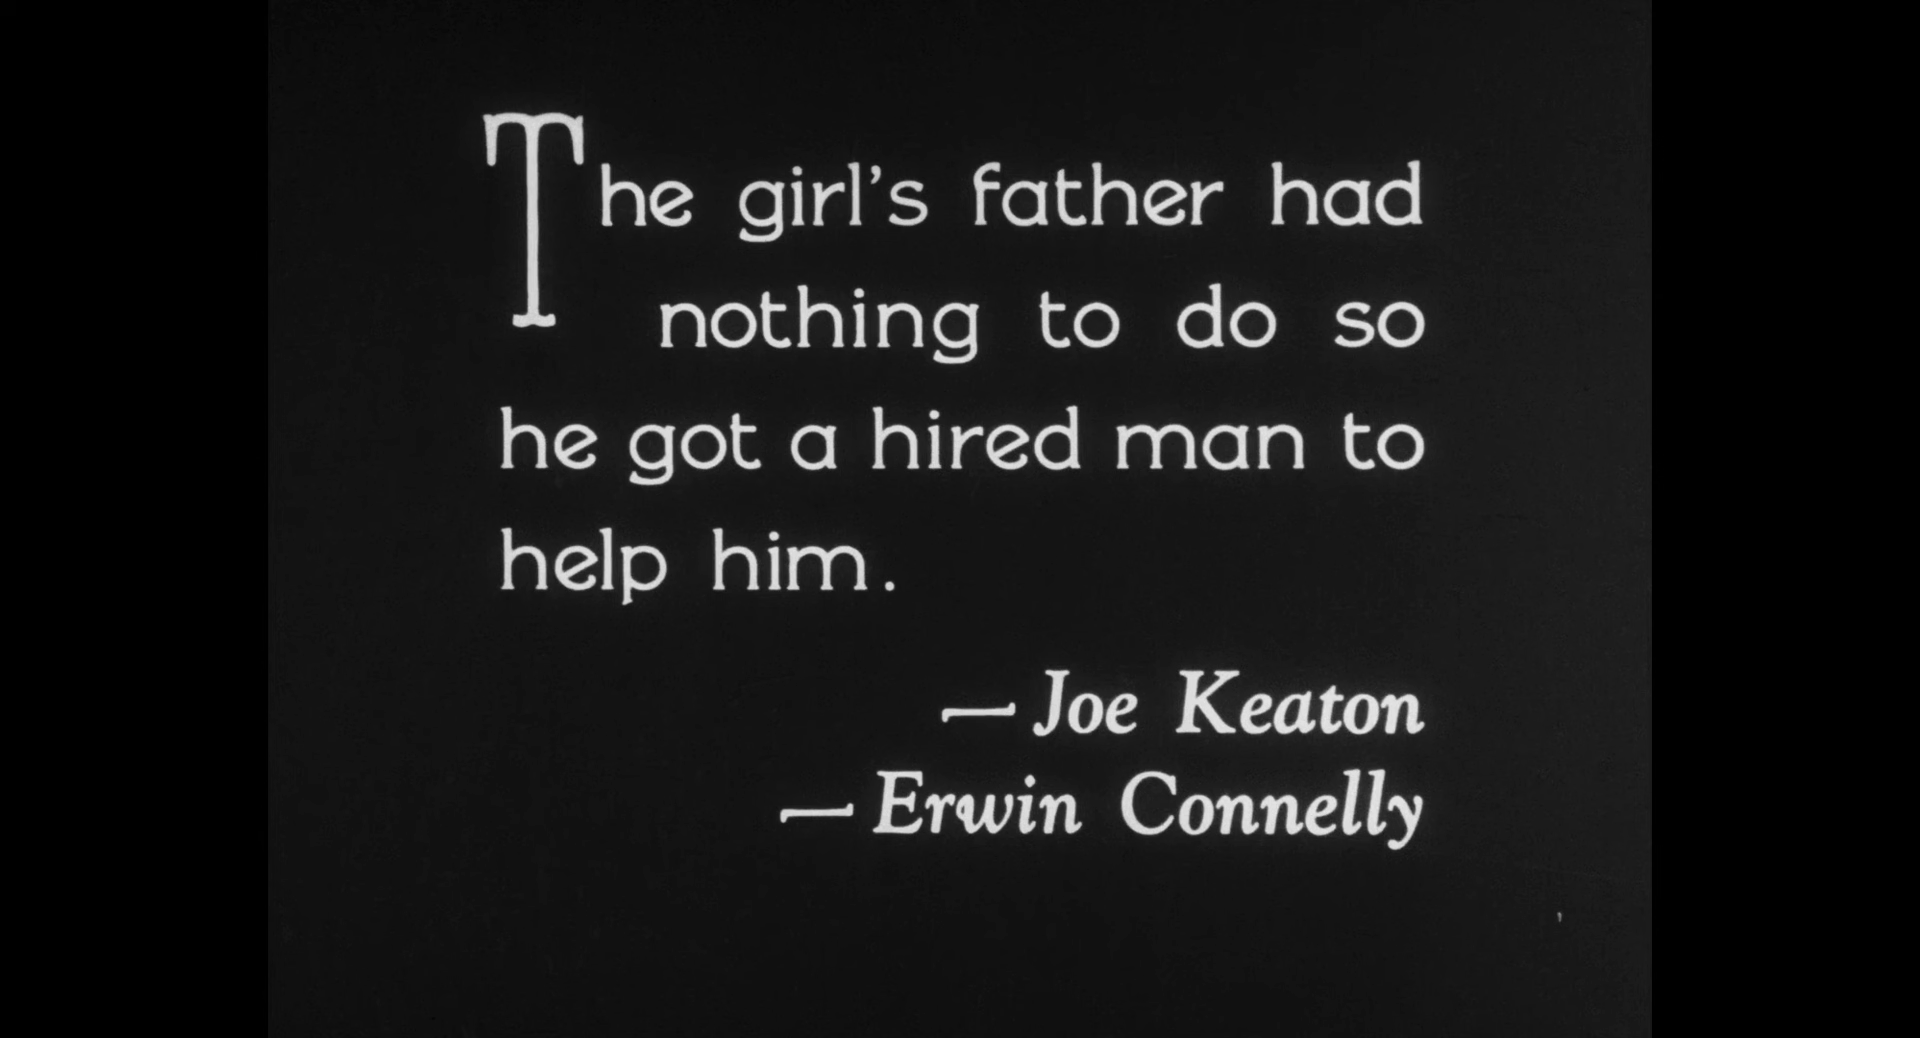 The girl's father had
nothing to do so
he got a hired man to
help him.
— Joe Keaton
— Erwin Connelly